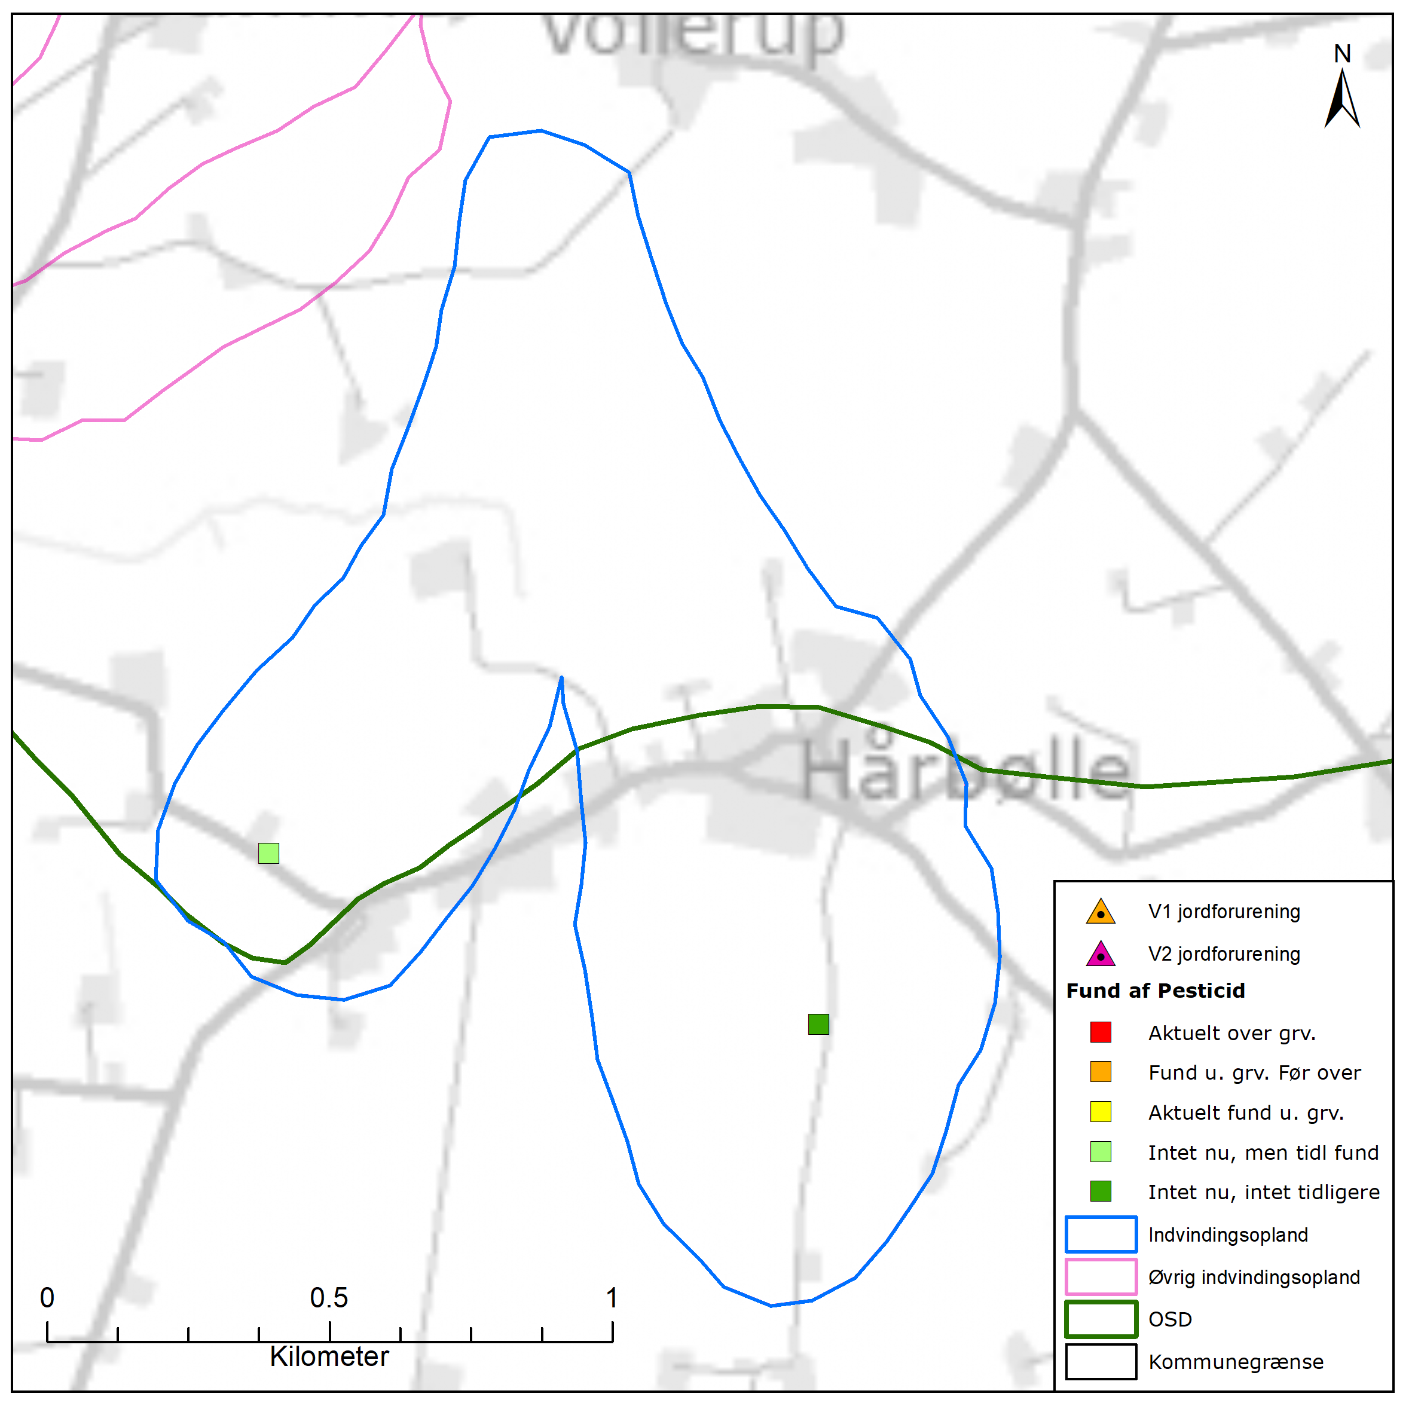 Vollerup
N
Hårbølle
V1 jordforurening
V2 jordforurening
Fund af Pesticid
Aktuelt over grv.
Fund u. grv. Før over
Aktuelt fund u. grv.
Intet nu, men tidl fund
Intet nu, intet tidligere
Indvindingsopland
Øvrig indvindingsopland
OSD
Kommunegrænse
0 0.5 1
Kilometer